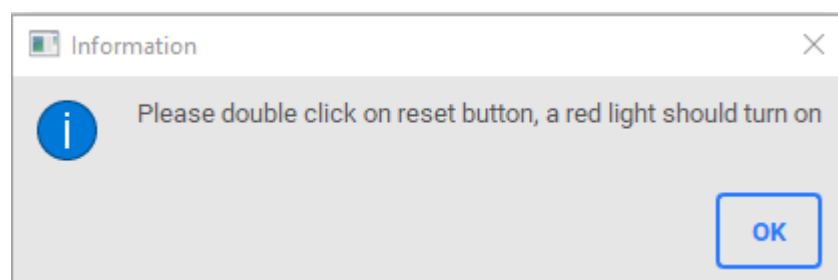 Information
Please double click on reset button, a red light should turn on
OK